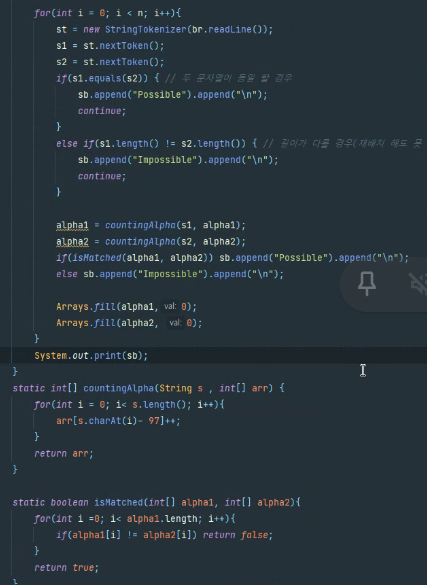 for(int i = 0; i < n; i++){
st = new StringTokenizer(br.readLine());
s1 = st.nextToken();
s2 = st.nextToken();
if(s1.equals(s2)) { // 두 문자열이 동일 할 경우
sb.append("Possible").append("\n");
continue;
}
else if(s1.length() != s2.length()) { // 길이가 다를 경우(재배치 해도 못
sb.append("Impossible").append("\n");
continue;
}
alpha1 = countingAlpha(s1, alpha1);
alpha2 = countingAlpha(s2, alpha2);
if(isMatched(alpha1, alpha2)) sb.append("Possible").append("\n");
else sb.append("Impossible").append("\n");
Arrays.fill(alpha1, val: 0);
Arrays.fill(alpha2, val: 0);
}
System.out.print(sb);
}
static int[] countingAlpha(String s , int[] arr) {
for(int i = 0; i< s.length(); i++){
arr[s.charAt(i)- 97]++;
}
return arr;
}
static boolean isMatched(int[] alpha1, int[] alpha2){
for(int i =0; i< alpha1.length; i++){
if(alpha1[i] != alpha2[i]) return false;
}
return true;
}